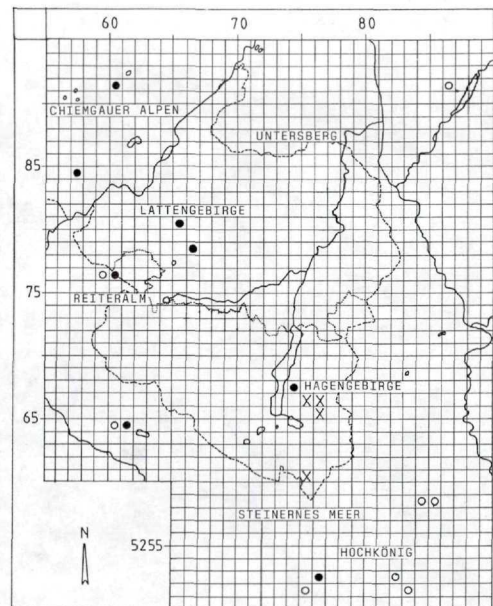 60 70 80
CHIEMGAUER ALPEN
UNTERSBERG
85
LATTENGEBIRGE
75
REITERALM
HAGENGEBIRGE
65
STEINERNES MEER
N
5255
HOCHKÖNIG